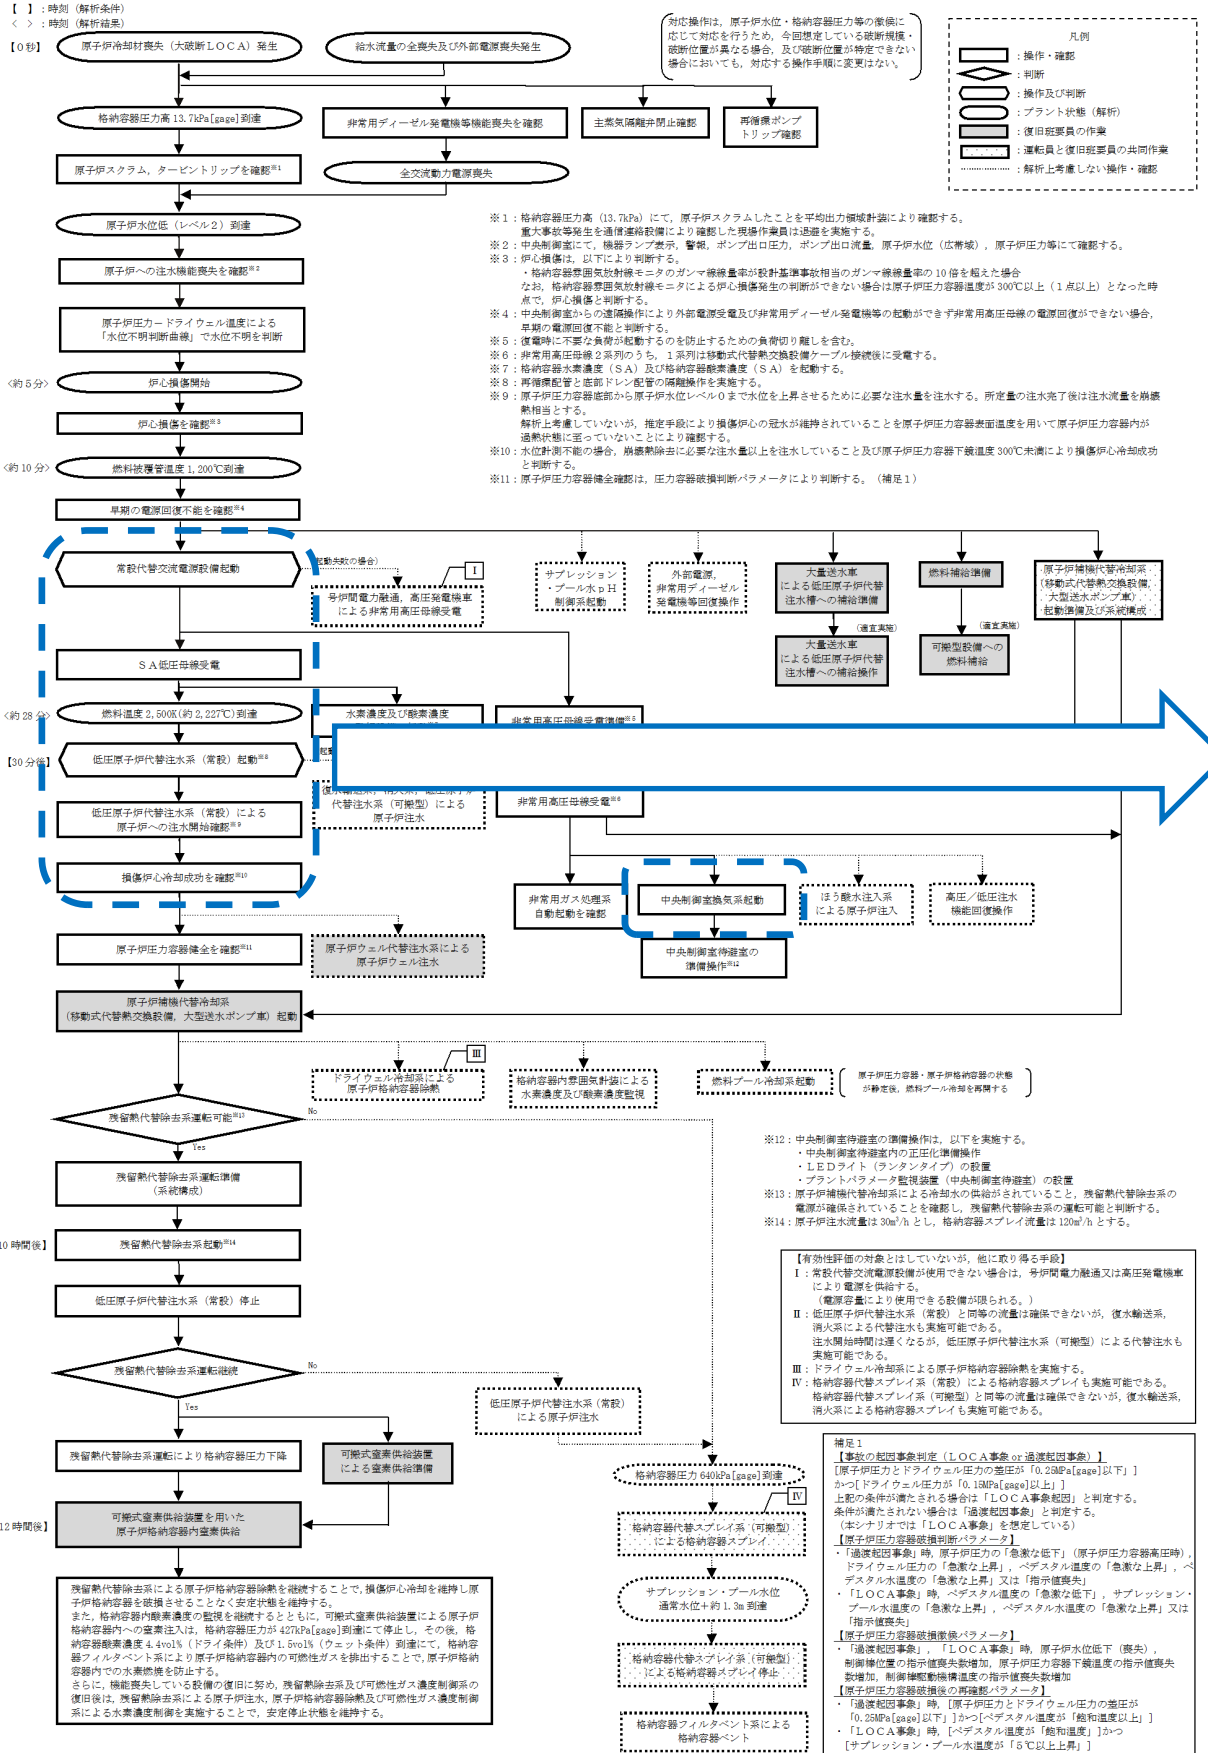 【 】：時刻（解析条件）
＜ ＞：時刻（解析結果）
【０秒】
原子炉冷却材喪失（大破断ＬＯＣＡ）発生
給水流量の全喪失及び外部電源喪失発生
対応操作は，原子炉水位・格納容器圧力等の徴候に
応じて対応を行うため，今回想定している破断規模・
破断位置が異なる場合，及び破断位置が特定できない
場合においても，対応する操作手順に変更はない。
凡例
：操作・確認
：判断
：操作及び判断
：プラント状態（解析）
：復旧班要員の作業
：運転員と復旧班要員の共同作業
：解析上考慮しない操作・確認
格納容器圧力高 13.7kPa[gage]到達
非常用ディーゼル発電機等機能喪失を確認
主蒸気隔離弁閉止確認
再循環ポンプ
トリップ確認
原子炉スクラム，タービントリップを確認※1
全交流動力電源喪失
原子炉水位低（レベル２）到達
原子炉への注水機能喪失を確認※2
原子炉圧力－ドライウェル温度による
「水位不明判断曲線」で水位不明を判断
＜約５分＞
炉心損傷開始
炉心損傷を確認※3
＜約 10 分＞
燃料被覆管温度 1,200℃到達
早期の電源回復不能を確認※4
※１：格納容器圧力高（13.7kPa）にて，原子炉スクラムしたことを平均出力領域計装により確認する。
重大事故等発生を通信連絡設備により確認した現場作業員は退避を実施する。
※２：中央制御室にて，機器ランプ表示，警報，ポンプ出口圧力，ポンプ出口流量，原子炉水位（広帯域），原子炉圧力等にて確認する。
※３：炉心損傷は，以下により判断する。
・格納容器雰囲気放射線モニタのガンマ線線量率が設計基準事故相当のガンマ線線量率の 10 倍を超えた場合
なお，格納容器雰囲気放射線モニタによる炉心損傷発生の判断ができない場合は原子炉圧力容器温度が 300℃以上（１点以上）となった時
点で，炉心損傷と判断する。
※４：中央制御室からの遠隔操作により外部電源受電及び非常用ディーゼル発電機等の起動ができず非常用高圧母線の電源回復ができない場合，
早期の電源回復不能と判断する。
※５：復電時に不要な負荷が起動するのを防止するための負荷切り離しを含む。
※６：非常用高圧母線２系列のうち，１系列は移動式代替熱交換設備ケーブル接続後に受電する。
※７：格納容器水素濃度（ＳＡ）及び格納容器酸素濃度（ＳＡ）を起動する。
※８：再循環配管と底部ドレン配管の隔離操作を実施する。
※９：原子炉圧力容器底部から原子炉水位レベル０まで水位を上昇させるために必要な注水量を注水する。所定量の注水完了後は注水流量を崩壊
熱相当とする。
解析上考慮していないが，推定手段により損傷炉心の冠水が維持されていることを原子炉圧力容器表面温度を用いて原子炉圧力容器内が
過熱状態に至っていないことにより確認する。
※10：水位計測不能の場合，崩壊熱除去に必要な注水量以上を注水していること及び原子炉圧力容器下鏡温度 300℃未満により損傷炉心冷却成功
と判断する。
※11：原子炉圧力容器健全確認は，圧力容器破損判断パラメータにより判断する。（補足１）
常設代替交流電源設備起動
起動失敗の場合）
Ⅰ
号炉間電力融通，高圧発電機車
による非常用高圧母線受電
サプレッション
・プール水ｐＨ
制御系起動
外部電源，
非常用ディーゼル
発電機等回復操作
大量送水車
による低圧原子炉代替
注水槽への補給準備
燃料補給準備
原子炉補機代替冷却系
（移動式代替熱交換設備，
大型送水ポンプ車）
起動準備及び系統構成
（適宜実施）
（適宜実施）
大量送水車
による低圧原子炉代替
注水槽への補給操作
可搬型設備への
燃料補給
ＳＡ低圧母線受電
＜約 28 分＞
燃料温度 2,500K(約 2,227℃)到達
水素濃度及び酸素濃度
非常用高圧母線受電準備※5
【30 分後】
低圧原子炉代替注水系（常設）起動※8
起動
低圧原子炉代替注水系（常設）による
原子炉への注水開始確認※9
復水輸送系，消火系，低圧原子炉
代替注水系（可搬型）による
原子炉注水
非常用高圧母線受電※6
損傷炉心冷却成功を確認※10
非常用ガス処理系
自動起動を確認
中央制御室換気系起動
ほう酸水注入系
による原子炉注入
高圧／低圧注水
機能回復操作
原子炉圧力容器健全を確認※11
原子炉ウェル代替注水系による
原子炉ウェル注水
中央制御室待避室の
準備操作※12
原子炉補機代替冷却系
（移動式代替熱交換設備，大型送水ポンプ車）起動
Ⅲ
ドライウェル冷却系による
原子炉格納容器除熱
格納容器内雰囲気計装による
水素濃度及び酸素濃度監視
燃料プール冷却系起動
原子炉圧力容器・原子炉格納容器の状態
が静定後，燃料プール冷却を再開する
残留熱代替除去系運転可能※13
No
Yes
残留熱代替除去系運転準備
（系統構成）
※12：中央制御室待避室の準備操作は，以下を実施する。
・中央制御室待避室内の正圧化準備操作
・ＬＥＤライト（ランタンタイプ）の設置
・プラントパラメータ監視装置（中央制御室待避室）の設置
※13：原子炉補機代替冷却系による冷却水の供給がされていること，残留熱代替除去系の
電源が確保されていることを確認し，残留熱代替除去系の運転可能と判断する。
※14：原子炉注水流量は 30m³/h とし，格納容器スプレイ流量は 120m³/h とする。
10 時間後】
残留熱代替除去系起動※14
低圧原子炉代替注水系（常設）停止
【有効性評価の対象とはしていないが，他に取り得る手段】
Ⅰ：常設代替交流電源設備が使用できない場合は，号炉間電力融通又は高圧発電機車
により電源を供給する。
（電源容量により使用できる設備が限られる。）
Ⅱ：低圧原子炉代替注水系（常設）と同等の流量は確保できないが，復水輸送系，
消火系による代替注水も実施可能である。
注水開始時間は遅くなるが，低圧原子炉代替注水系（可搬型）による代替注水も
実施可能である。
Ⅲ：ドライウェル冷却系による原子炉格納容器除熱を実施する。
Ⅳ：格納容器代替スプレイ系（常設）による格納容器スプレイも実施可能である。
格納容器代替スプレイ系（可搬型）と同等の流量は確保できないが，復水輸送系，
消火系による格納容器スプレイも実施可能である。
残留熱代替除去系運転継続
No
Yes
低圧原子炉代替注水系（常設）
による原子炉注水
残留熱代替除去系運転により格納容器圧力下降
可搬式窒素供給装置
による窒素供給準備
格納容器圧力 640kPa[gage]到達
Ⅳ
12 時間後】
可搬式窒素供給装置を用いた
原子炉格納容器内窒素供給
格納容器代替スプレイ系（可搬型）
による格納容器スプレイ
サプレッション・プール水位
通常水位＋約 1.3m 到達
格納容器代替スプレイ系（可搬型）
による格納容器スプレイ停止
格納容器フィルタベント系による
格納容器ベント
残留熱代替除去系による原子炉格納容器除熱を継続することで，損傷炉心冷却を維持し原
子炉格納容器を破損させることなく安定状態を維持する。
また，格納容器内酸素濃度の監視を継続するとともに，可搬式窒素供給装置による原子炉
格納容器内への窒素注入は，格納容器圧力が 427kPa[gage]到達にて停止し，その後，格
納容器酸素濃度 4.4vol%（ドライ条件）及び 1.5vol%（ウェット条件）到達にて，格納容
器フィルタベント系により原子炉格納容器内の可燃性ガスを排出することで，原子炉格納
容器内での水素燃焼を防止する。
さらに，機能喪失している設備の復旧に努め，残留熱除去系及び可燃性ガス濃度制御系の
復旧後は，残留熱除去系による原子炉注水，原子炉格納容器除熱及び可燃性ガス濃度制御
系による水素濃度制御を実施することで，安定停止状態を維持する。
補足１
【事故の起因事象判定（ＬＯＣＡ事象 or 過渡起因事象）】
[原子炉圧力とドライウェル圧力の差圧が「0.25MPa[gage]以下」]
かつ[ドライウェル圧力が「0.15MPa[gage]以上」]
上記の条件が満たされる場合は「ＬＯＣＡ事象起因」と判定する。
条件が満たされない場合は「過渡起因事象」と判定する。
（本シナリオでは「ＬＯＣＡ事象」を想定している）
【原子炉圧力容器破損判断パラメータ】
・「過渡起因事象」時，原子炉圧力の「急激な低下」（原子炉圧力容器高圧時），
ドライウェル圧力の「急激な上昇」，ペデスタル温度の「急激な上昇」，ペ
デスタル水温度の「急激な上昇」又は「指示値喪失」
・「ＬＯＣＡ事象」時，ペデスタル温度の「急激な低下」，サプレッション・
プール水温度の「急激な上昇」，ペデスタル水温度の「急激な上昇」又は
「指示値喪失」
【原子炉圧力容器破損徴候パラメータ】
・「過渡起因事象」，「ＬＯＣＡ事象」時，原子炉水位低下（喪失），
制御棒位置の指示値喪失数増加，原子炉圧力容器下鏡温度の指示値喪失
数増加，制御棒駆動機構温度の指示値喪失数増加
【原子炉圧力容器破損後の再確認パラメータ】
・「過渡起因事象」時，[原子炉圧力とドライウェル圧力の差圧が
「0.25MPa[gage]以下」]かつ[ペデスタル温度が「飽和温度以上」]
・「ＬＯＣＡ事象」時，[ペデスタル温度が「飽和温度」]かつ
[サプレッション・プール水温度が「５℃以上上昇」]